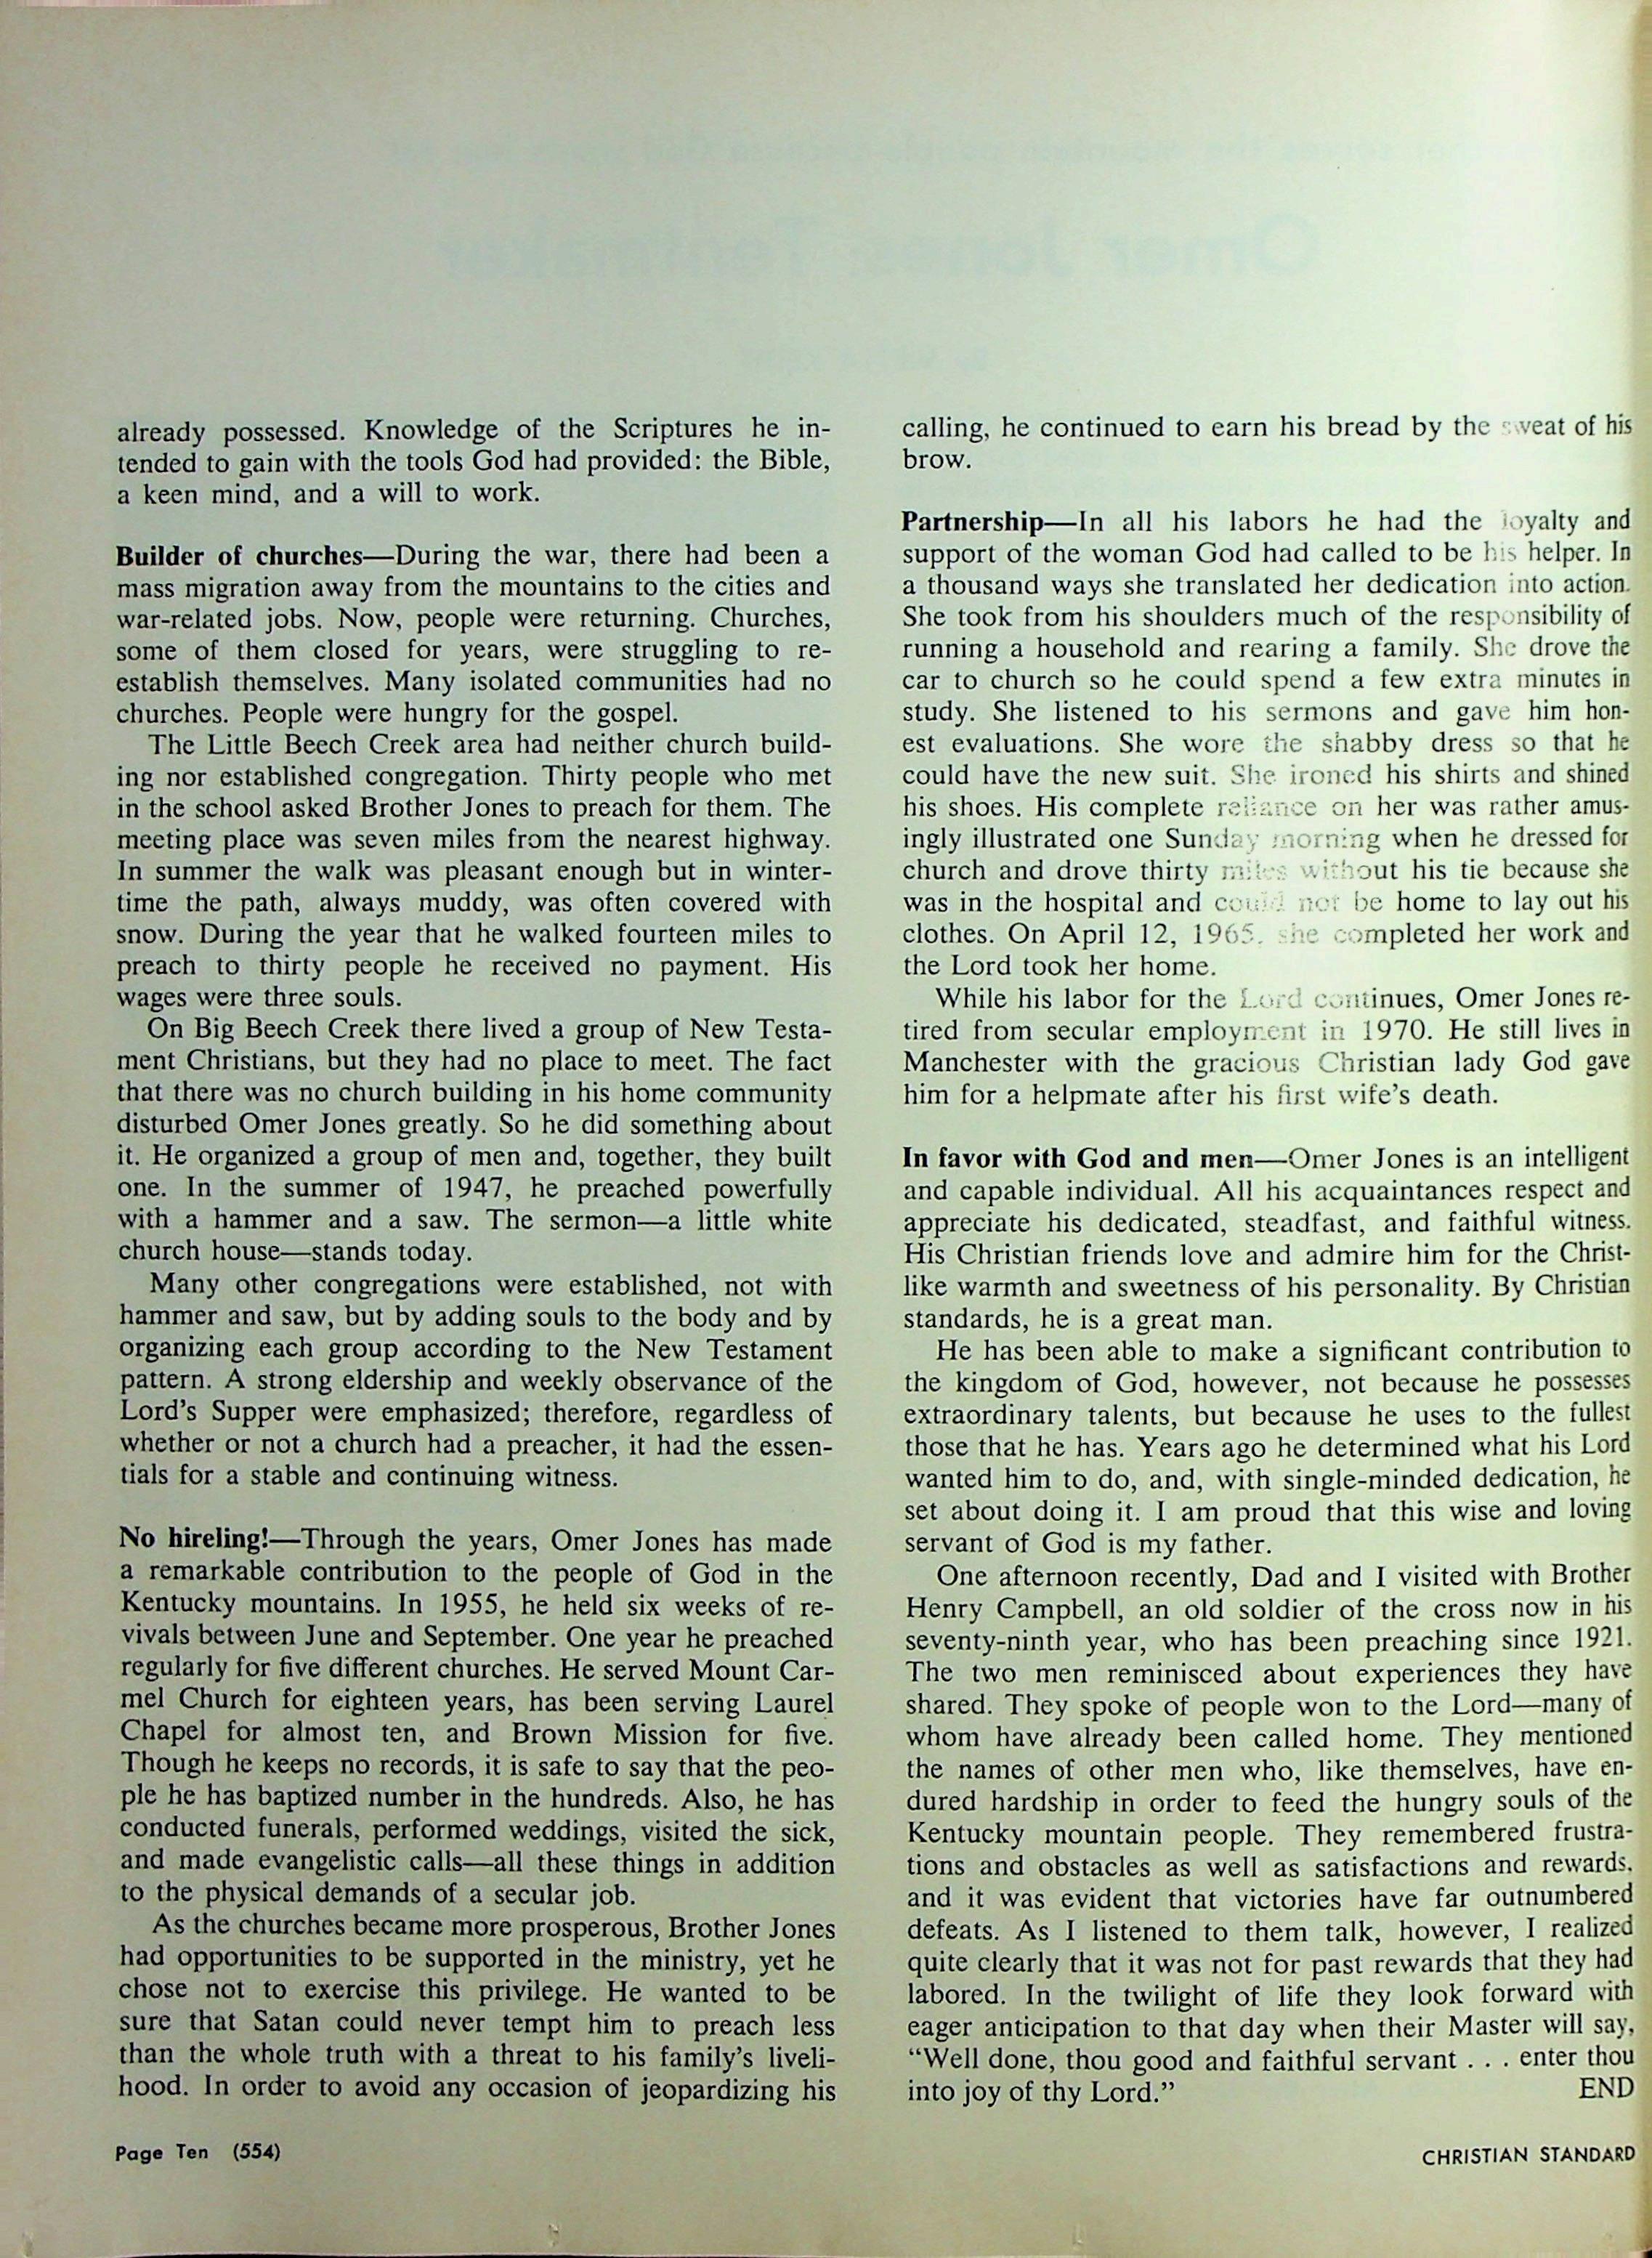 already possessed. Knowledge of the Scriptures he in-
tended to gain with the tools God had provided: the Bible,
a keen mind, and a will to work.
Builder of churches—During the war, there had been a
mass migration away from the mountains to the cities and
war-related jobs. Now, people were returning. Churches,
some of them closed for years, were struggling to re-
establish themselves. Many isolated communities had no
churches. People were hungry for the gospel.
The Little Beech Creek area had neither church build-
ing nor established congregation. Thirty people who met
in the school asked Brother Jones to preach for them. The
meeting place was seven miles from the nearest highway.
In summer the walk was pleasant enough but in winter-
time the path, always muddy, was often covered with
snow. During the year that he walked fourteen miles to
preach to thirty people he received no payment. His
wages were three souls.
On Big Beech Creek there lived a group of New Testa-
ment Christians, but they had no place to meet. The fact
that there was no church building in his home community
disturbed Omer Jones greatly. So he did something about
it. He organized a group of men and, together, they built
one. In the summer of 1947, he preached powerfully
with a hammer and a saw. The sermon—a little white
church house—stands today.
Many other congregations were established, not with
hammer and saw, but by adding souls to the body and by
organizing each group according to the New Testament
pattern. A strong eldership and weekly observance of the
Lord's Supper were emphasized; therefore, regardless of
whether or not a church had a preacher, it had the essen-
tials for a stable and continuing witness.
No hireling!—Through the years, Omer Jones has made
a remarkable contribution to the people of God in the
Kentucky mountains. In 1955, he held six weeks of re-
vivals between June and September. One year he preached
regularly for five different churches. He served Mount Car-
mel Church for eighteen years, has been serving Laurel
Chapel for almost ten, and Brown Mission for five.
Though he keeps no records, it is safe to say that the peo-
ple he has baptized number in the hundreds. Also, he has
conducted funerals, performed weddings, visited the sick,
and made evangelistic calls—all these things in addition
to the physical demands of a secular job.
As the churches became more prosperous, Brother Jones
had opportunities to be supported in the ministry, yet he
chose not to exercise this privilege. He wanted to be
sure that Satan could never tempt him to preach less
than the whole truth with a threat to his family's liveli-
hood. In order to avoid any occasion of jeopardizing his
calling, he continued to earn his bread by the sweat of his
brow.
Partnership—In all his labors he had the loyalty and
support of the woman God had called to be his helper. In
a thousand ways she translated her dedication into action.
She took from his shoulders much of the responsibility of
running a household and rearing a family. She drove the
car to church so he could spend a few extra minutes in
study. She listened to his sermons and gave him hon-
est evaluations. She wore the shabby dress so that he
could have the new suit. She ironed his shirts and shined
his shoes. His complete reliance on her was rather amus-
ingly illustrated one Sunday morning when he dressed for
church and drove thirty miles without his tie because she
was in the hospital and could not be home to lay out his
clothes. On April 12, 1965, she completed her work and
the Lord took her home.
While his labor for the Lord continues, Omer Jones re-
tired from secular employment in 1970. He still lives in
Manchester with the gracious Christian lady God gave
him for a helpmate after his first wife's death.
In favor with God and men—Omer Jones is an intelligent
and capable individual. All his acquaintances respect and
appreciate his dedicated, steadfast, and faithful witness.
His Christian friends love and admire him for the Christ-
like warmth and sweetness of his personality. By Christian
standards, he is a great man.
He has been able to make a significant contribution to
the kingdom of God, however, not because he possesses
extraordinary talents, but because he uses to the fullest
those that he has. Years ago he determined what his Lord
wanted him to do, and, with single-minded dedication, he
set about doing it. I am proud that this wise and loving
servant of God is my father.
One afternoon recently, Dad and I visited with Brother
Henry Campbell, an old soldier of the cross now in his
seventy-ninth year, who has been preaching since 1921.
The two men reminisced about experiences they have
shared. They spoke of people won to the Lord—many of
whom have already been called home. They mentioned
the names of other men who, like themselves, have en-
dured hardship in order to feed the hungry souls of the
Kentucky mountain people. They remembered frustra-
tions and obstacles as well as satisfactions and rewards,
and it was evident that victories have far outnumbered
defeats. As I listened to them talk, however, I realized
quite clearly that it was not for past rewards that they had
labored. In the twilight of life they look forward with
eager anticipation to that day when their Master will say,
"Well done, thou good and faithful servant . . . enter thou
into joy of thy Lord." END
Page Ten (554)
CHRISTIAN STANDARD